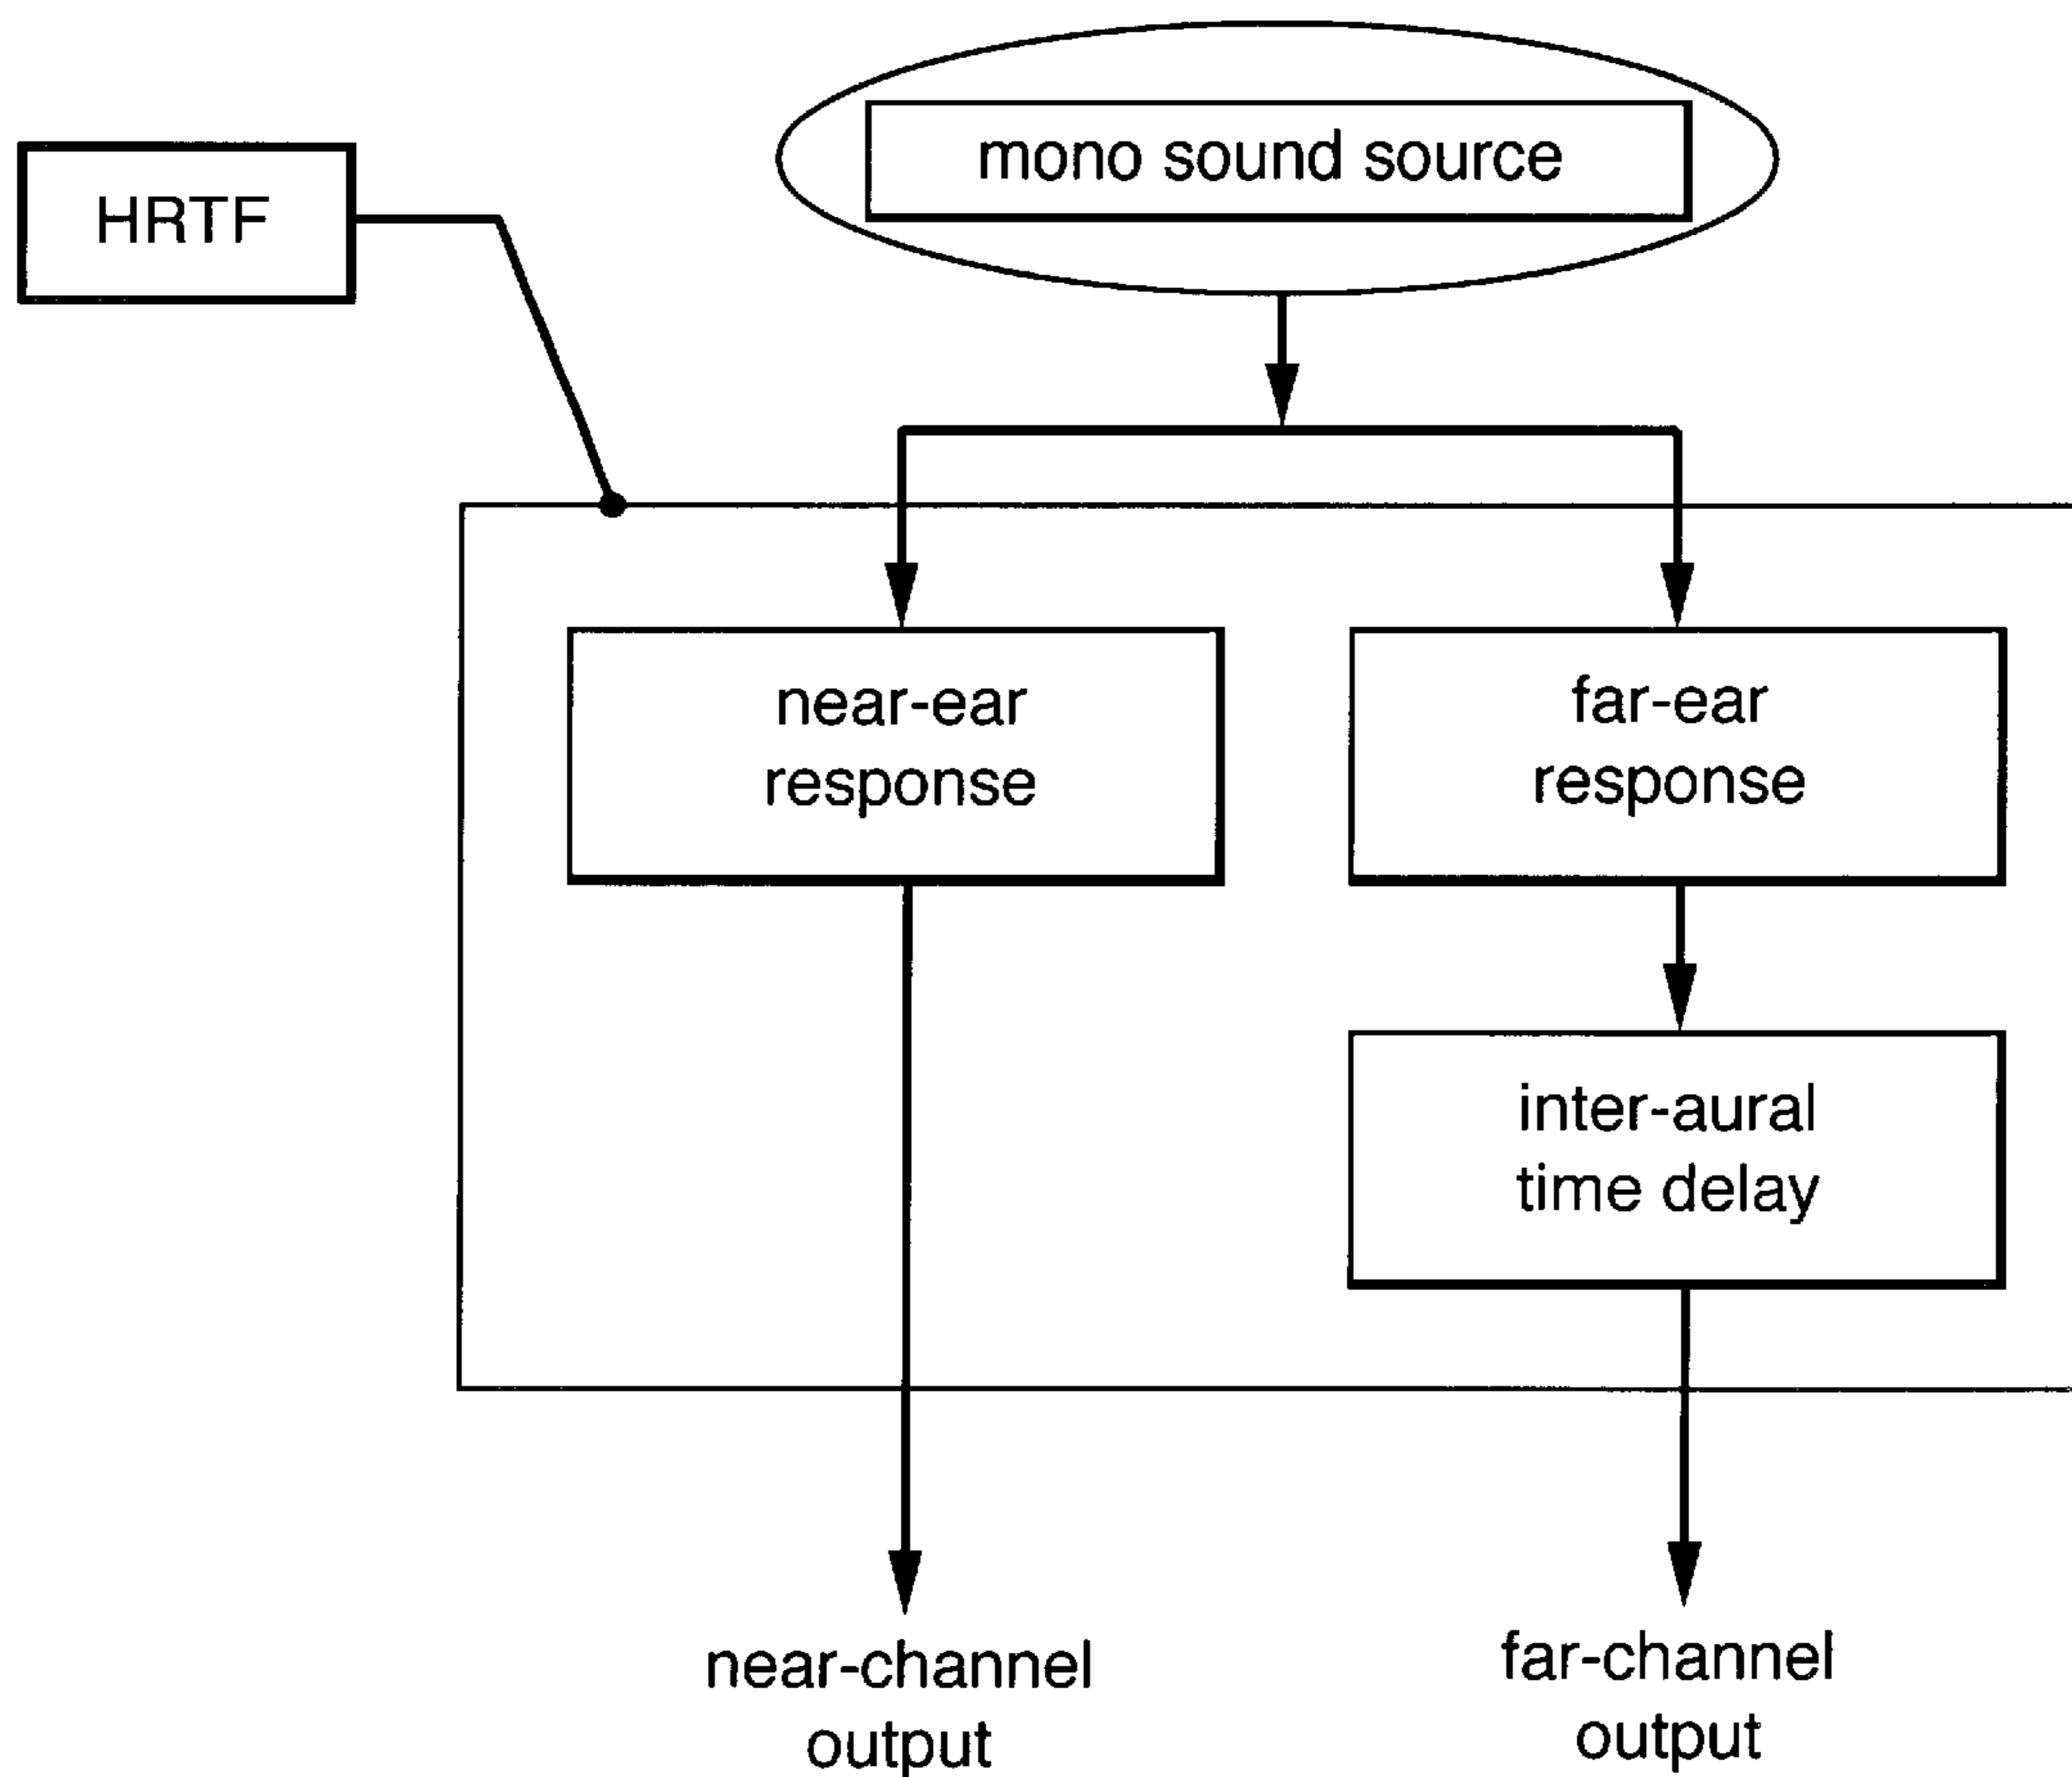 mono sound source
HRTF
near-ear
response
far-ear
response
inter-aural
time delay
near-channel
output
far-channel
output